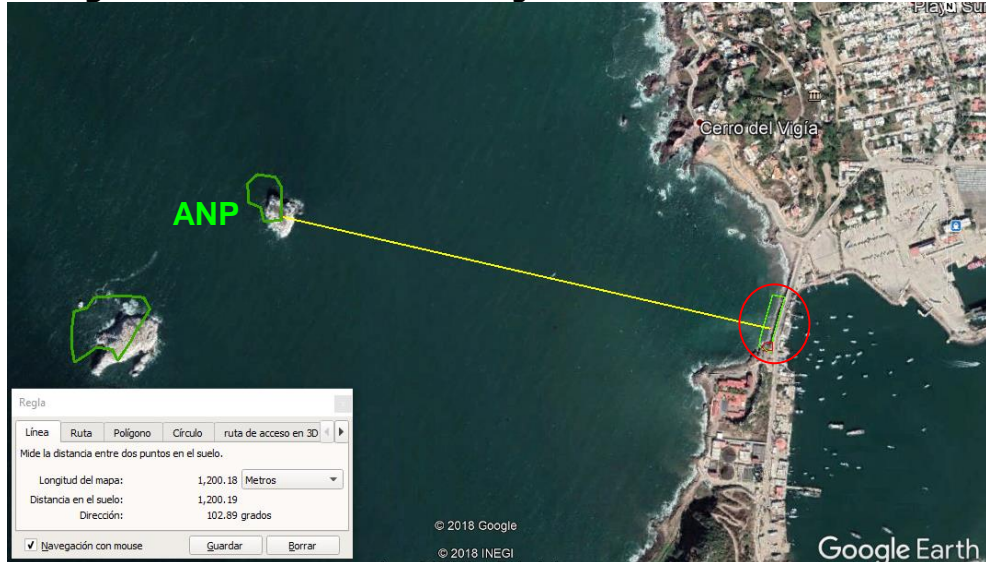 Playa Sur
Cerro del Vigía
ANP
Regla
Línea Ruta Polígono Círculo ruta de acceso en 3D
Mide la distancia entre dos puntos en el suelo.
Longitud del mapa: 1,200.18 Metros
Distancia en el suelo: 1,200.19
Dirección: 102.89 grados
Navegación con mouse Guardar Borrar
© 2018 Google
© 2018 INEGI
Google Earth